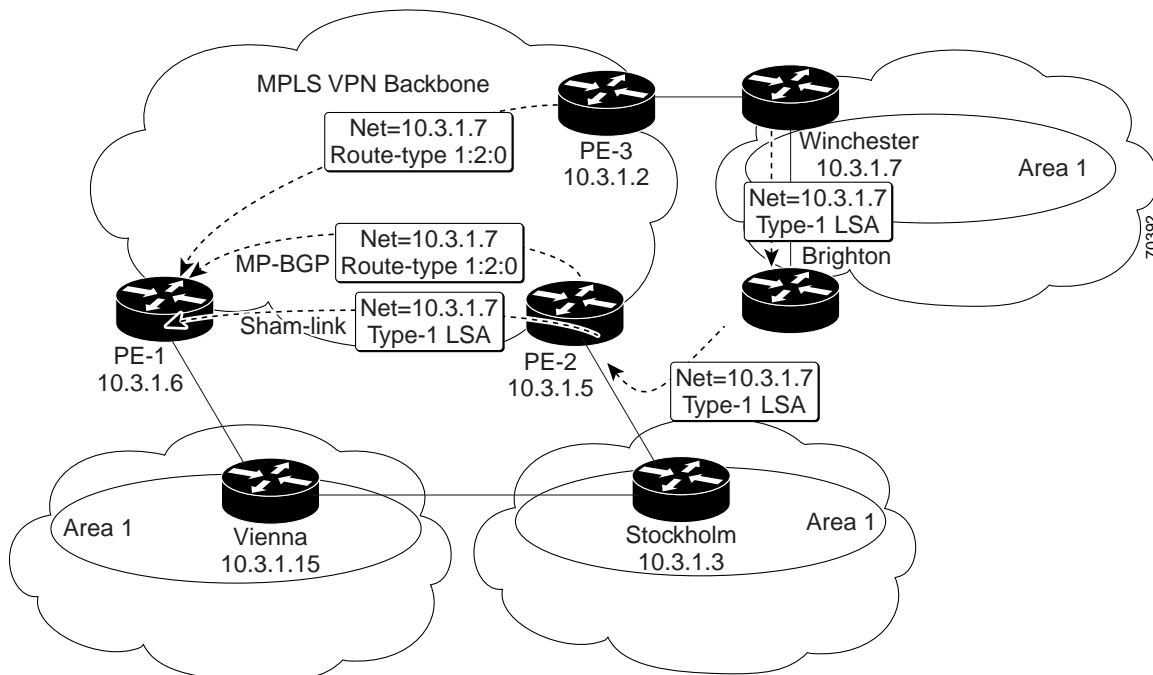 MPLS VPN Backbone
Net=10.3.1.7
Route-type 1:2:0
PE-3
10.3.1.2
Winchester
10.3.1.7
Area 1
Net=10.3.1.7
Type-1 LSA
Brighton
70392
Net=10.3.1.7
Route-type 1:2:0
MP-BGP
Net=10.3.1.7
Type-1 LSA
Sham-link
PE-1
10.3.1.6
PE-2
10.3.1.5
Net=10.3.1.7
Type-1 LSA
Area 1
Vienna
10.3.1.15
Stockholm
10.3.1.3
Area 1